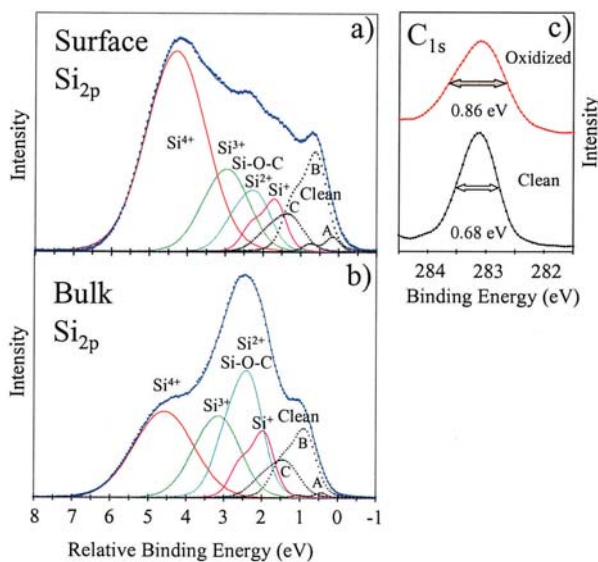 Surface
Si2p
a)
Intensity
Si4+
Si3+
Si-O-C
Si2+
Si+
Clean
B
C
A
b)
Bulk
Si2p
Si4+
Si3+
Si2+
Si-O-C
Si+
Clean
B
C
A
Intensity
8 7 6 5 4 3 2 1 0 -1
Relative Binding Energy (eV)
c)
C1s
Oxidized
0.86 eV
Clean
0.68 eV
Intensity
284 283 282
Binding Energy (eV)
Intensity